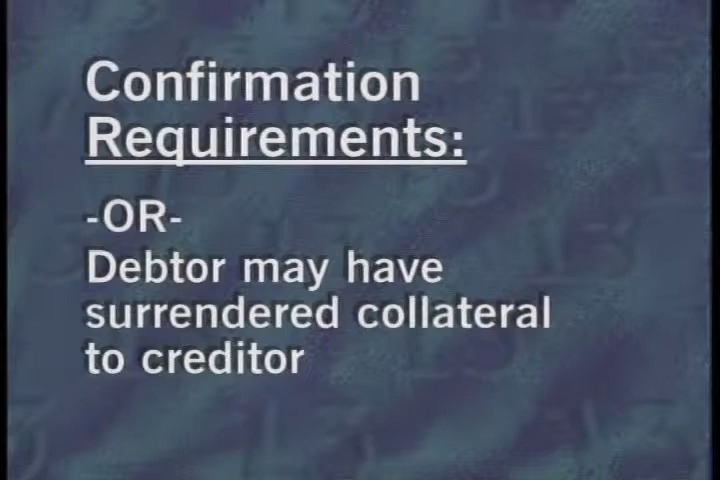 Confirmation
Requirements:
-OR-
Debtor may have
surrendered collateral
to creditor